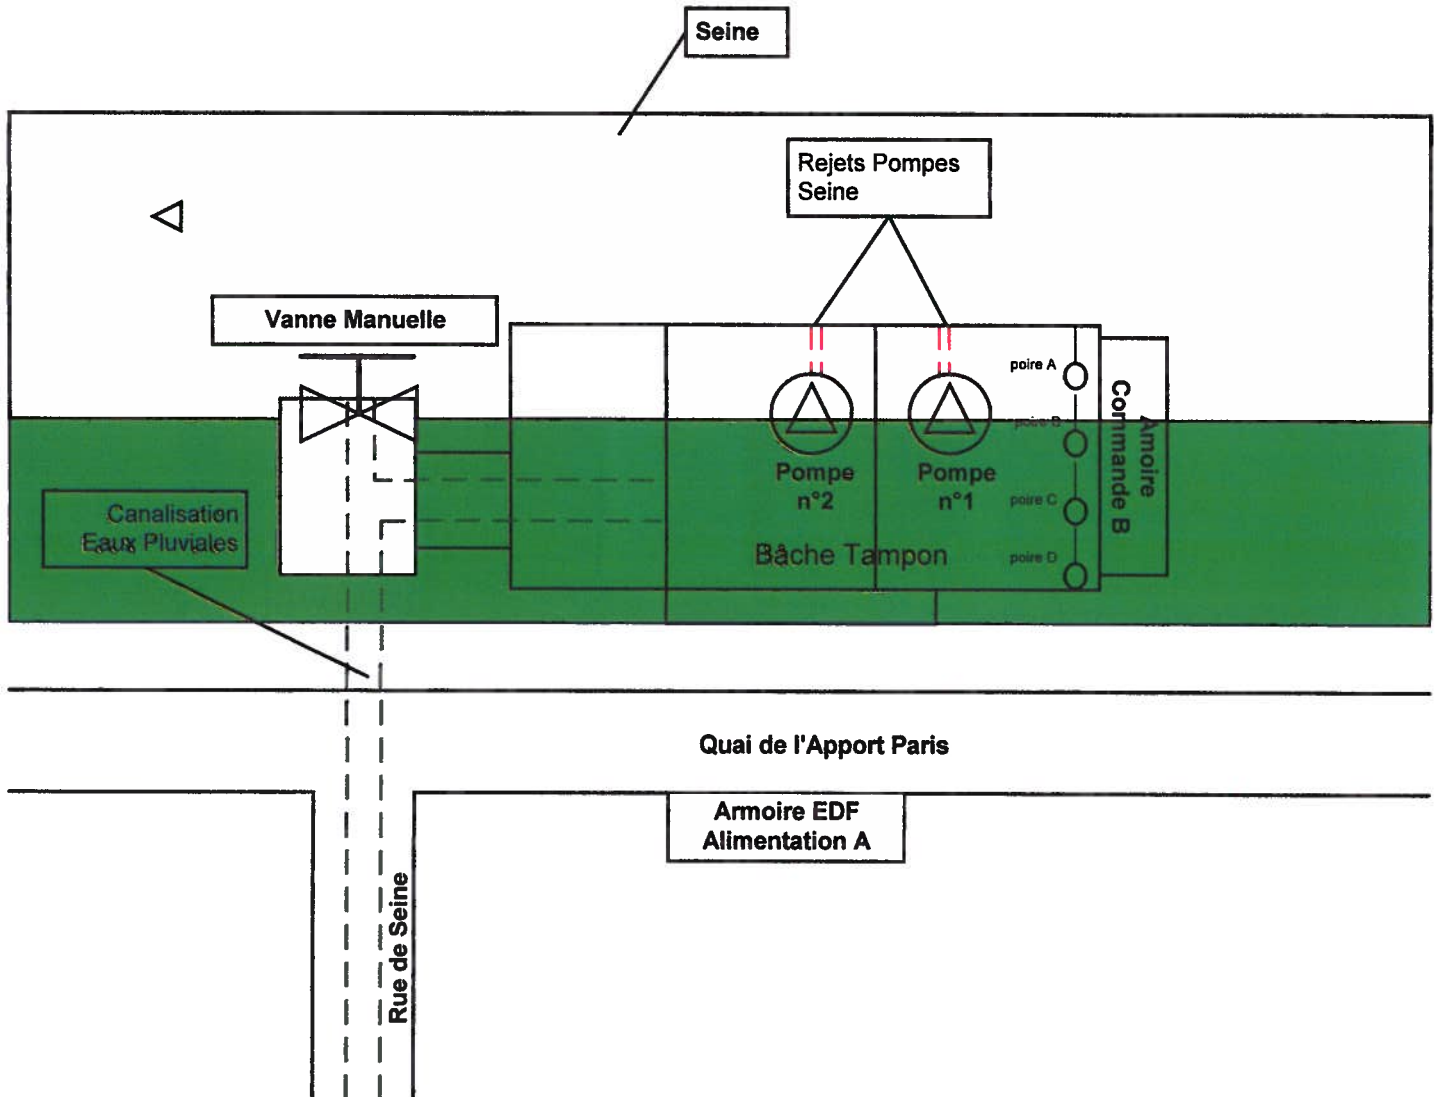 Seine
Rejets Pompes
Seine
Vanne Manuelle
poire A
poire B
poire C
poire D
Amoire
Commande B
Pompe
n°2
Pompe
n°1
Canalisation
Eaux Pluviales
Bâche Tampon
Quai de l'Apport Paris
Armoire EDF
Alimentation A
Rue de Seine